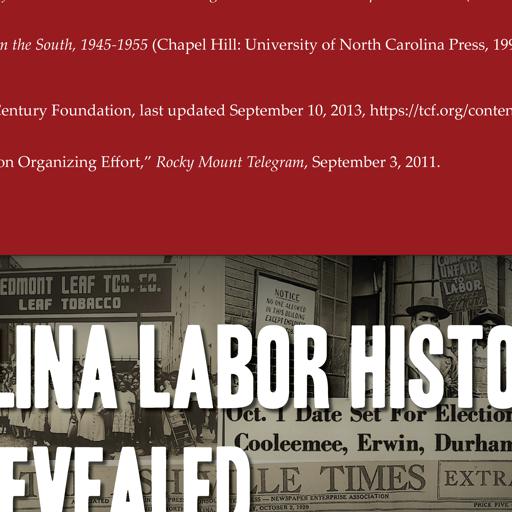 n the South, 1945-1955 (Chapel Hill: University of North Carolina Press, 199
Century Foundation, last updated September 10, 2013, https://tcf.org/conten
on Organizing Effort,” Rocky Mount Telegram, September 3, 2011.
EDMONT LEAF TOB. CO.
LEAF TOBACCO
NOTICE
NO ONE ALLOWED
IN THIS BUILDING
EXCEPT EMPLOYEES
COMPANY
UNFAIR
TO
LABOR
LINA LABOR HISTO
Oct. 1 Date Set For Election
Cooleemee, Erwin, Durham
EVEALED
LE TIMES
EXTRA
NEWSPAPER ENTERPRISE ASSOCIATION
OCTOBER 2, 1929
PRICE FIVE